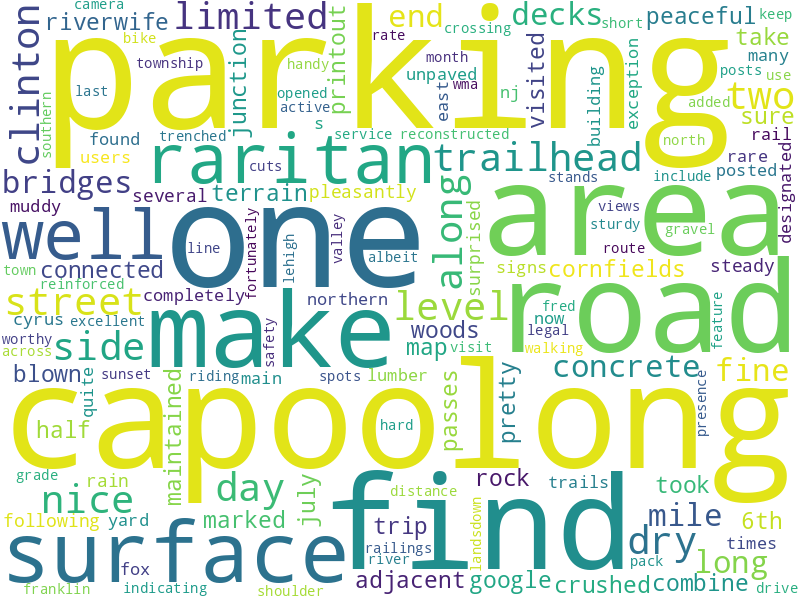 camera
riverwife
limited
end
crossing
decks
short
peaceful
keep
clinton
parking
bike
rate
township
junction
printout
handy
month
unpaved
visited
building
exception
take
many
posts
use
two
last
opened
active
wma
east
nj
added
sure
southern
found
trenched
s
service
reconstructed
north
rail
users
raritan
trailhead
cuts
stands
include
rare
posted
designated
bridges
several
terrain
pleasantly
along
surprised
area
muddy
well
one
fortunately
lehigh
valley
views
sturdy
gravel
line
albeit
route
town
connected
signs
cornfields
steady
reinforced
street
completely
northern
make
level
road
fred
now
legal
feature
cyrus
excellent
safety
woods
worthy
across
side
map
visit
walking
blown
quite
sunset
riding
main
spots
lumber
passes
pretty
concrete
fine
maintained
capoolong
presence
half
hard
grade
rain
nice
day
july
find
distance
rock
trails
took
landsdown
following
yard
marked
trip
railings
river
mile
6th
surface
dry
times
fox
adjacent
google
pack
long
franklin
indicating
shoulder
crushed
combine
drive